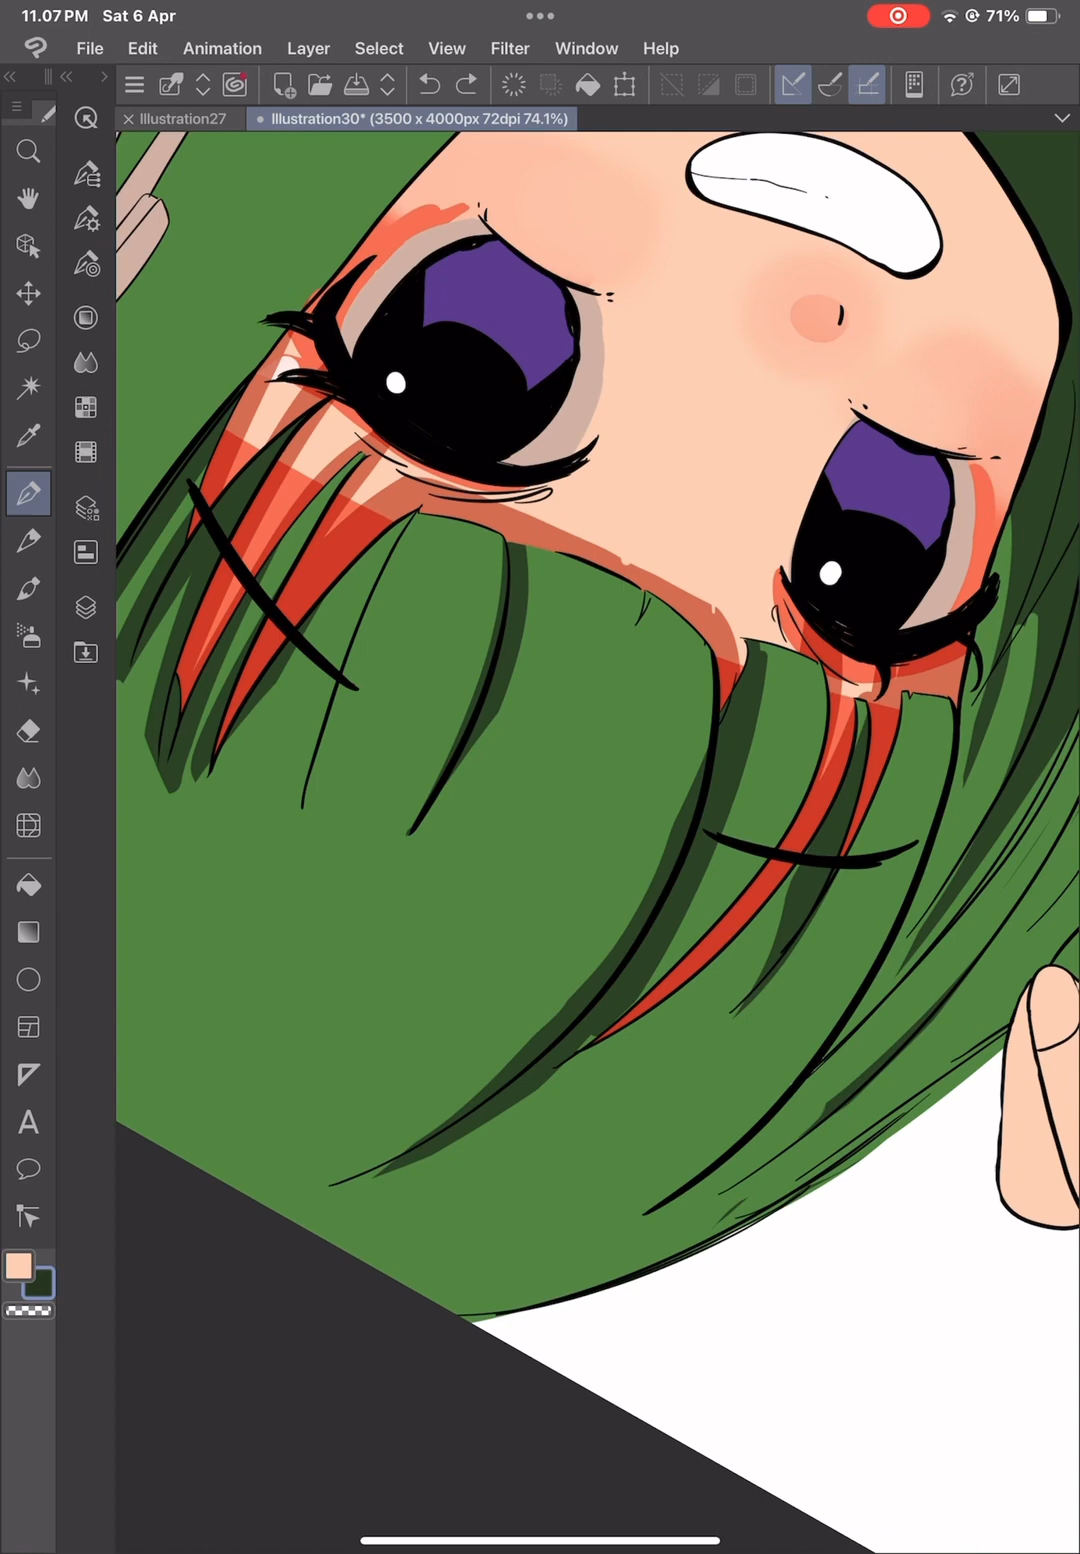 11.07 PM Sat 6 Apr
71%
File Edit Animation Layer Select View Filter Window Help
Illustration27
Illustration30* (3500 x 4000px 72dpi 74.1%)